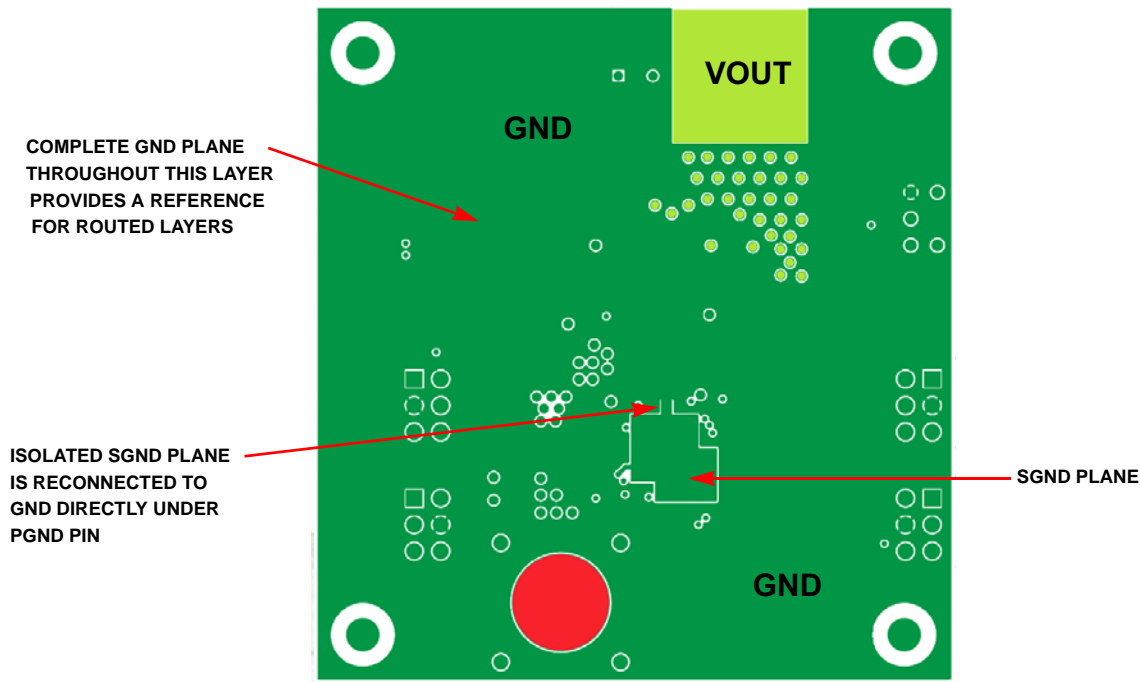 VOUT
GND
COMPLETE GND PLANE
THROUGHOUT THIS LAYER
PROVIDES A REFERENCE
FOR ROUTED LAYERS
ISOLATED SGND PLANE
IS RECONNECTED TO
GND DIRECTLY UNDER
PGND PIN
SGND PLANE
GND